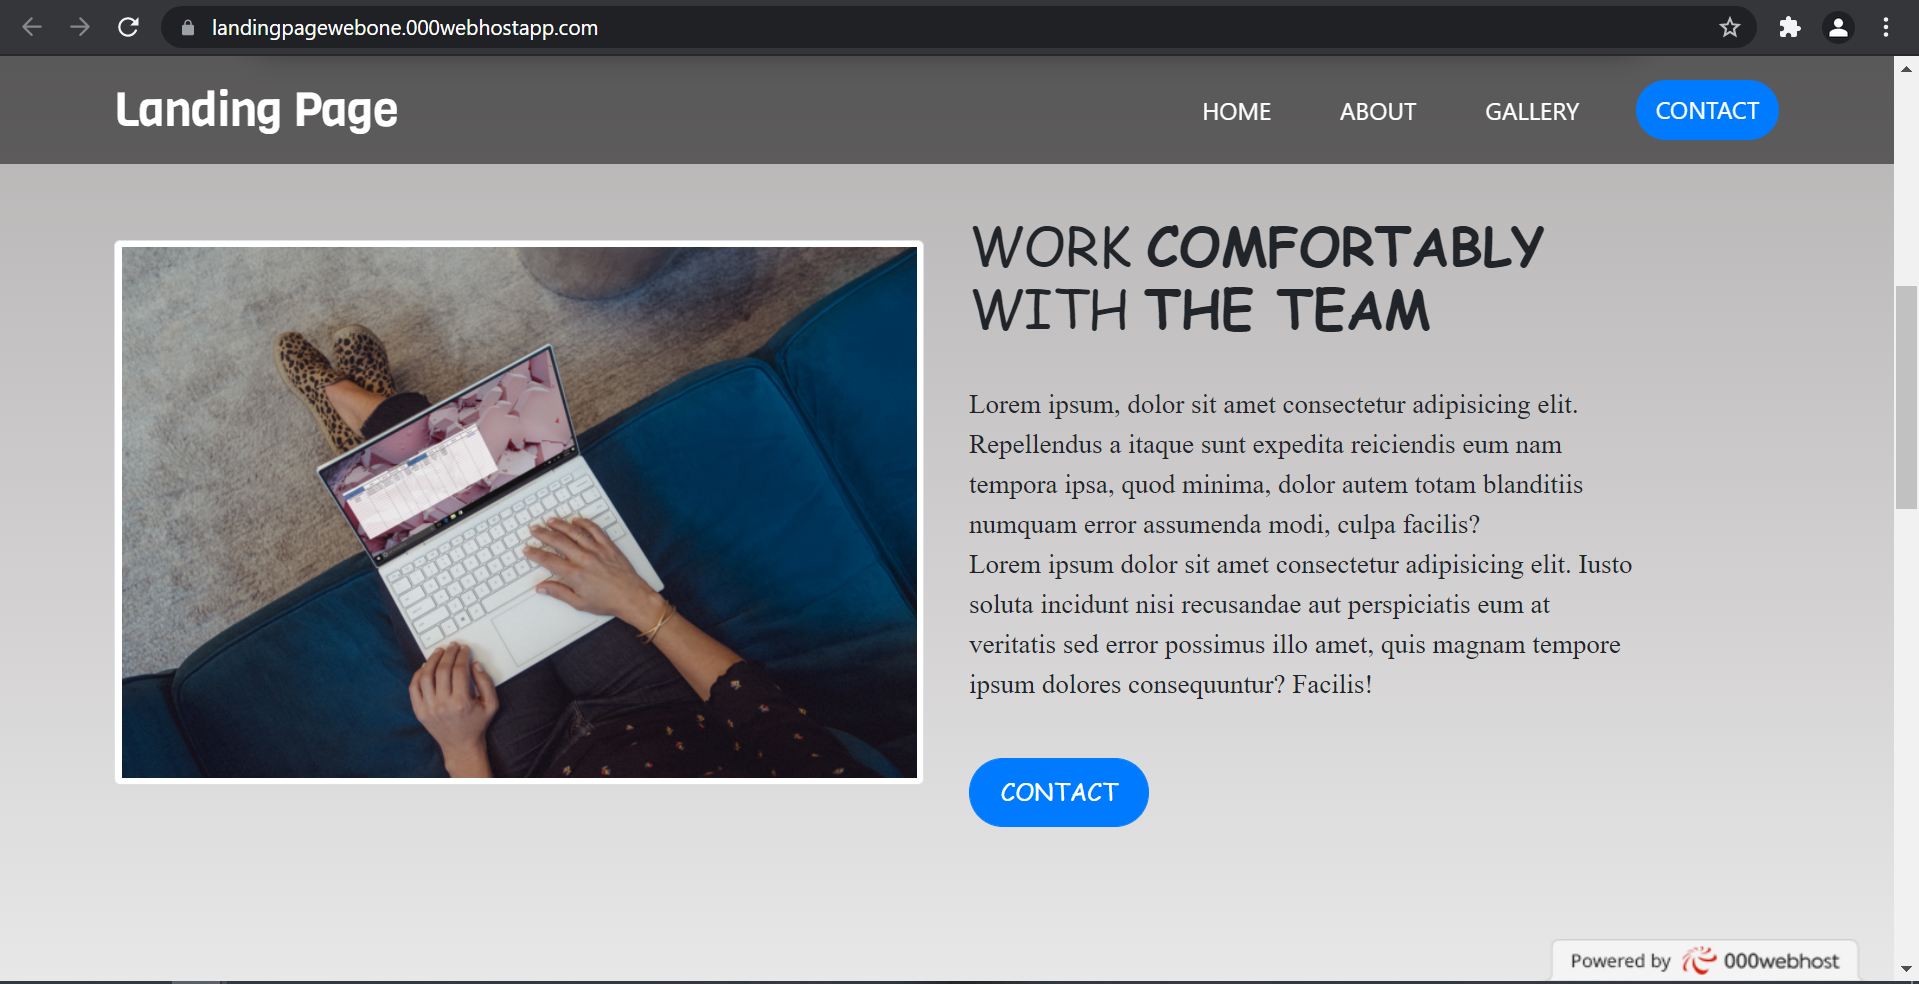 landingpagewebone.000webhostapp.com
Landing Page
HOME ABOUT GALLERY CONTACT
WORK COMFORTABLY
WITH THE TEAM
Lorem ipsum, dolor sit amet consectetur adipisicing elit.
Repellendus a itaque sunt expedita reiciendis eum nam
tempora ipsa, quod minima, dolor autem totam blanditiis
numquam error assumenda modi, culpa facilis?
Lorem ipsum dolor sit amet consectetur adipisicing elit. Iusto
soluta incidunt nisi recusandae aut perspiciatis eum at
veritatis sed error possimus illo amet, quis magnam tempore
ipsum dolores consequuntur? Facilis!
CONTACT
Powered by 000webhost